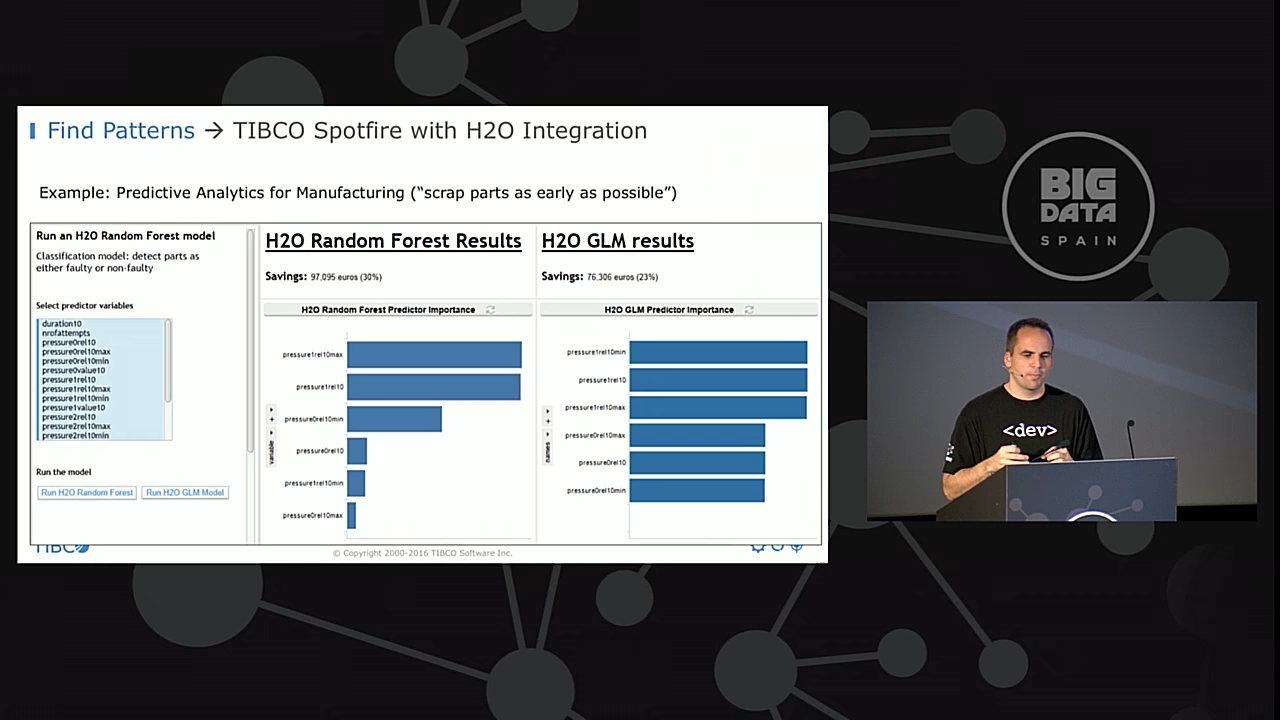 Find Patterns → TIBCO Spotfire with H2O Integration
Example: Predictive Analytics for Manufacturing (“scrap parts as early as possible”)
Run an H2O Random Forest model
Classification model: detect parts as
either faulty or non-faulty
Select predictor variables
duration10
nrofattempts
pressure0rel10
pressure0rel10max
pressure0rel10min
pressure0value10
pressure1rel10
pressure1rel10max
pressure1rel10min
pressure1value10
pressure2rel10
pressure2rel10max
pressure2rel10min
Run the model
Run H2O Random Forest
Run H2O GLM Model
H2O Random Forest Results
Savings: 97,095 euros (30%)
H2O Random Forest Predictor Importance
variable
pressure1rel10max
pressure1rel10
pressure0rel10min
pressure0rel10
pressure1rel10min
pressure0rel10max
H2O GLM results
Savings: 76,306 euros (23%)
H2O GLM Predictor Importance
names
pressure1rel10min
pressure1rel10
pressure1rel10max
pressure0rel10max
pressure0rel10
pressure0rel10min
TIBCO
© Copyright 2000-2016 TIBCO Software Inc.
BIG
DATA
SPAIN
<dev>